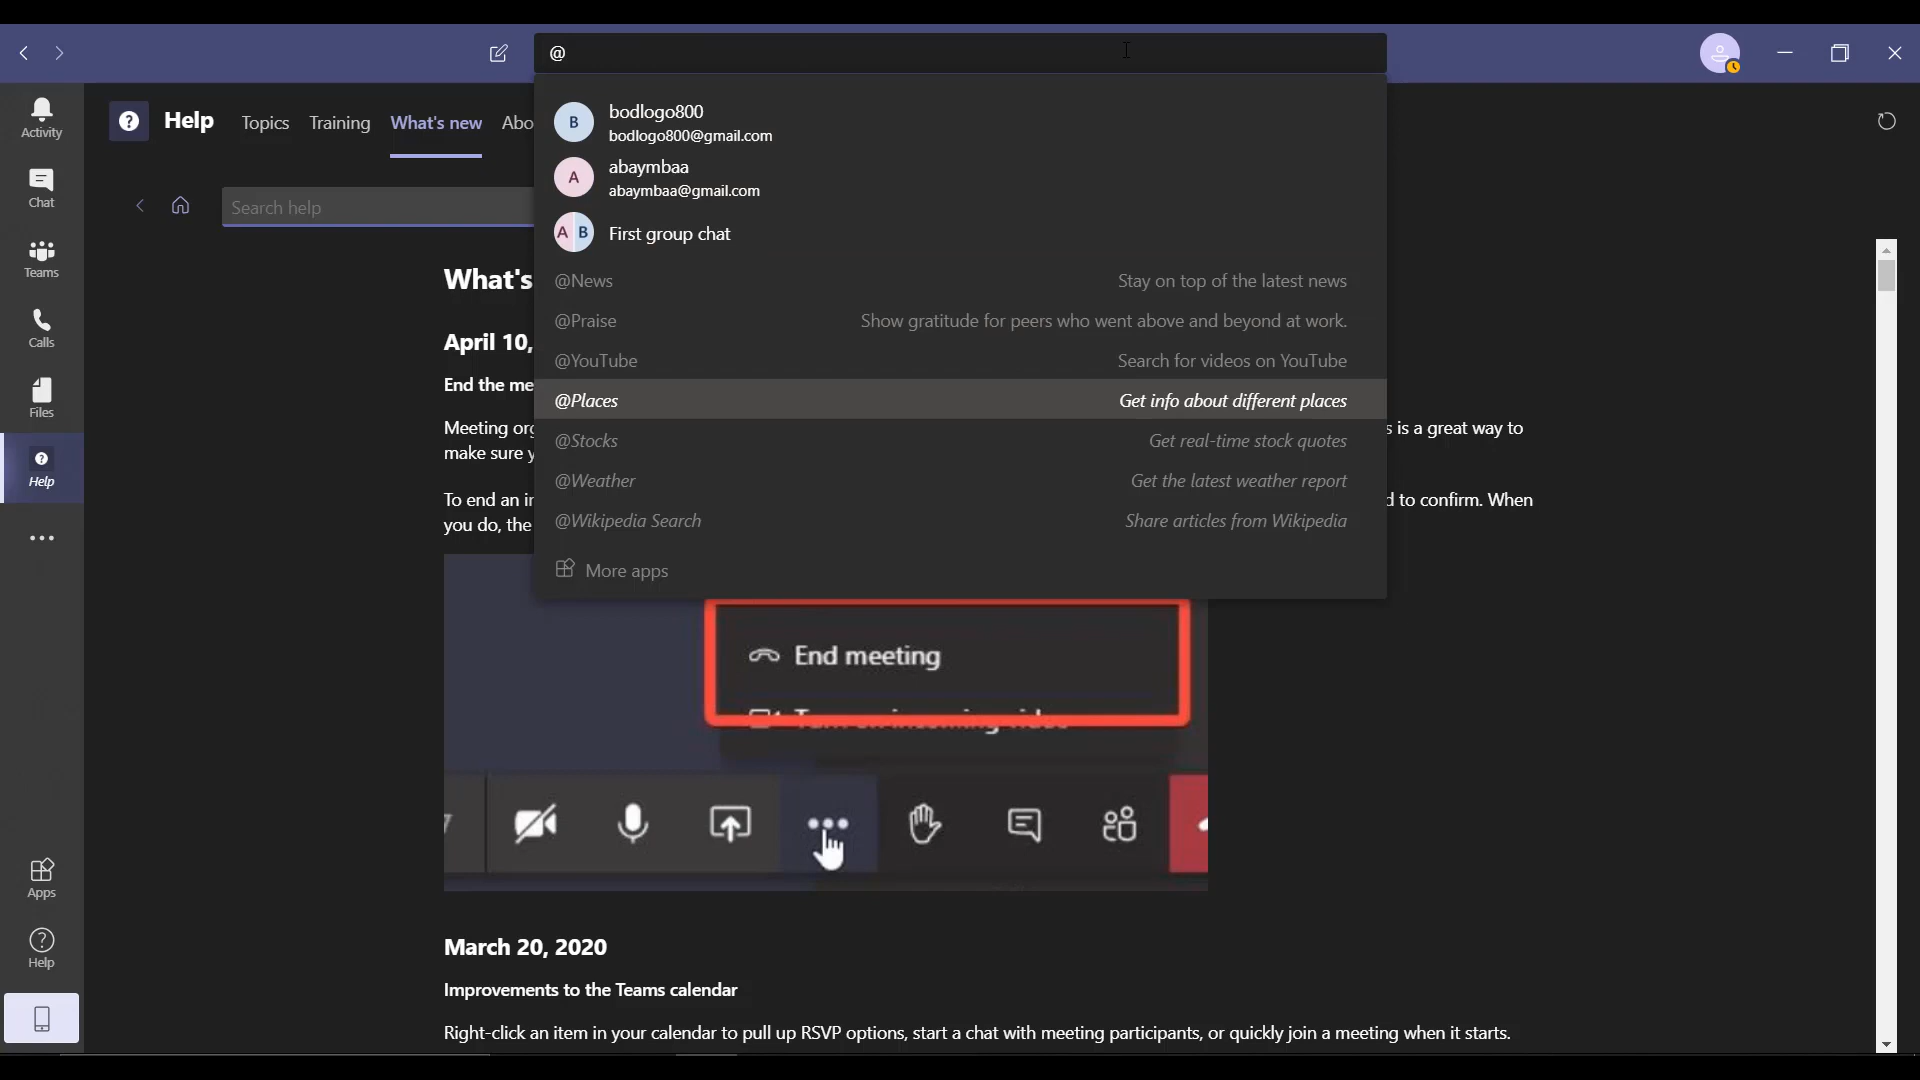 @
Activity
Chat
Teams
Calls
Files
Help
Apps
Help
Help
Topics
Training
What's new
Abo
Search help
B
bodlogo800
bodlogo800@gmail.com
A
abaymbaa
abaymbaa@gmail.com
A B
First group chat
@News Stay on top of the latest news
@Praise Show gratitude for peers who went above and beyond at work.
@YouTube Search for videos on YouTube
@Places Get info about different places
@Stocks Get real-time stock quotes
@Weather Get the latest weather report
@Wikipedia Search Share articles from Wikipedia
More apps
What's
April 10,
End the me
Meeting org s is a great way to
make sure y
To end an in d to confirm. When
you do, the
End meeting
Turn on incoming video
March 20, 2020
Improvements to the Teams calendar
Right-click an item in your calendar to pull up RSVP options, start a chat with meeting participants, or quickly join a meeting when it starts.